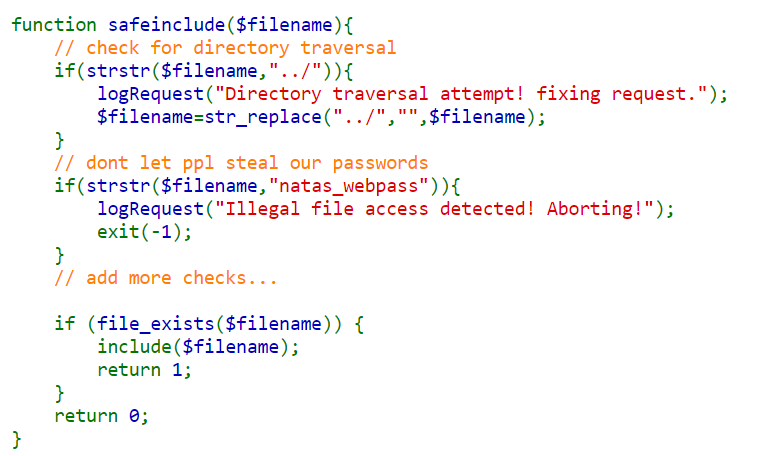 function safeinclude($filename){
    // check for directory traversal
    if(strstr($filename,"../")){
        logRequest("Directory traversal attempt! fixing request.");
        $filename=str_replace("../","",$filename);
    }
    // dont let ppl steal our passwords
    if(strstr($filename,"natas_webpass")){
        logRequest("Illegal file access detected! Aborting!");
        exit(-1);
    }
    // add more checks...

    if (file_exists($filename)) {
        include($filename);
        return 1;
    }
    return 0;
}